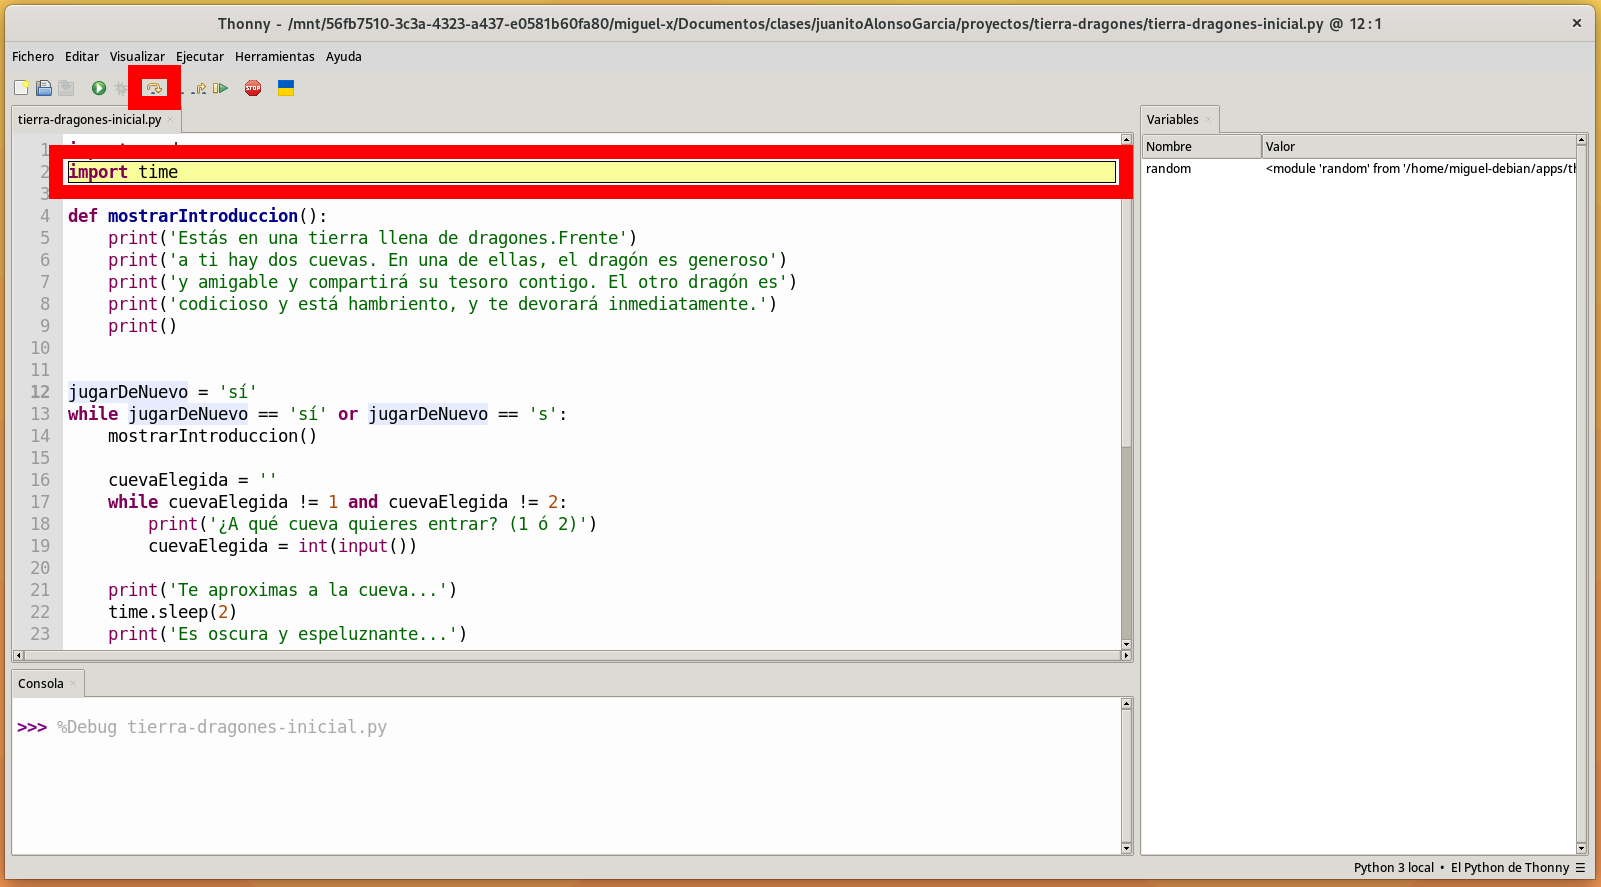 Thonny - /mnt/56fb7510-3c3a-4323-a437-e0581b60fa80/miguel-x/Documentos/clases/juanitoAlonsoGarcia/proyectos/tierra-dragones/tierra-dragones-inicial.py @ 12:1
Fichero Editar Visualizar Ejecutar Herramientas Ayuda
STOP
tierra-dragones-inicial.py
1
2 import time
3
4 def mostrarIntroduccion():
5 print('Estás en una tierra llena de dragones.Frente')
6 print('a ti hay dos cuevas. En una de ellas, el dragón es generoso')
7 print('y amigable y compartirá su tesoro contigo. El otro dragón es')
8 print('codicioso y está hambriento, y te devorará inmediatamente.')
9 print()
10
11
12 jugarDeNuevo = 'sí'
13 while jugarDeNuevo == 'sí' or jugarDeNuevo == 's':
14 mostrarIntroduccion()
15
16 cuevaElegida = ''
17 while cuevaElegida != 1 and cuevaElegida != 2:
18 print('¿A qué cueva quieres entrar? (1 ó 2)')
19 cuevaElegida = int(input())
20
21 print('Te aproximas a la cueva...')
22 time.sleep(2)
23 print('Es oscura y espeluznante...')
Consola
>>> %Debug tierra-dragones-inicial.py
Variables
Nombre Valor
random <module 'random' from '/home/miguel-debian/apps/th
Python 3 local • El Python de Thonny ☰